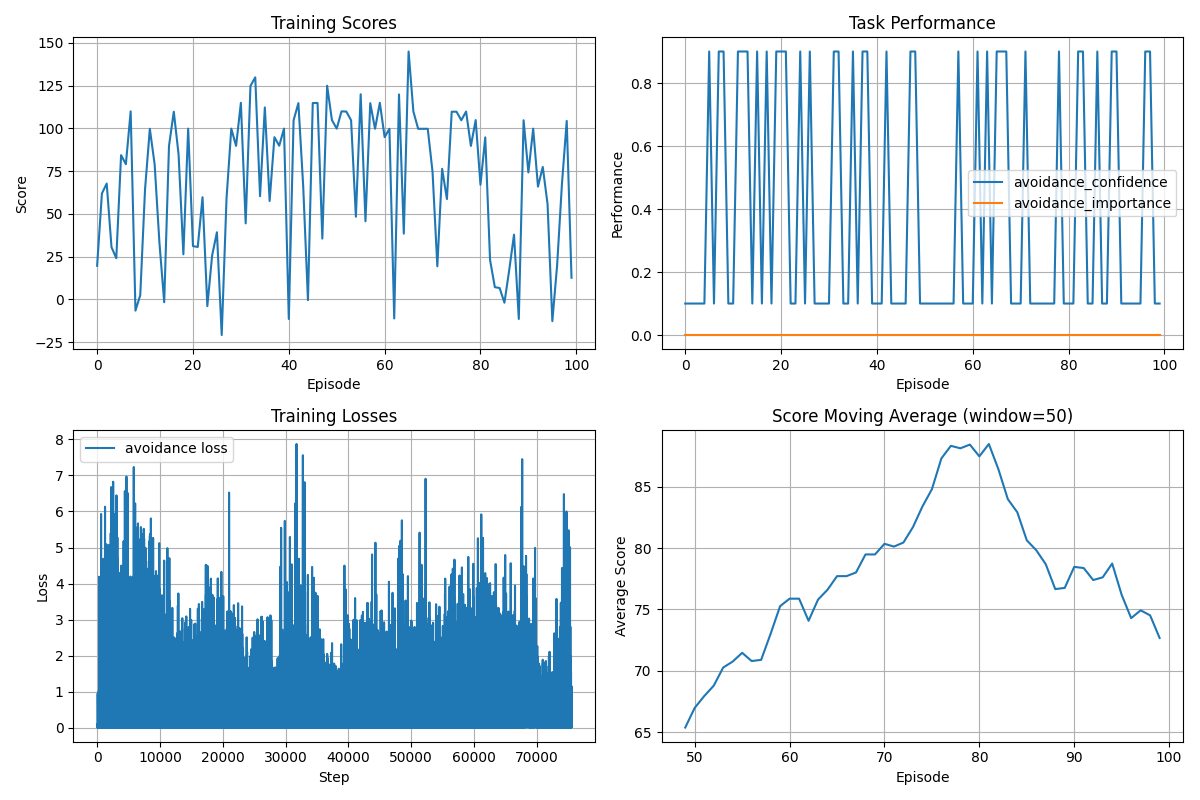 Training Scores
150
125
100
75
50
25
0
−25
Score
0 20 40 60 80 100
Episode
Task Performance
0.8
0.6
0.4
0.2
0.0
Performance
avoidance_confidence
avoidance_importance
0 20 40 60 80 100
Episode
Training Losses
8
7
6
5
4
3
2
1
0
Loss
avoidance loss
0 10000 20000 30000 40000 50000 60000 70000
Step
Score Moving Average (window=50)
85
80
75
70
65
Average Score
50 60 70 80 90 100
Episode